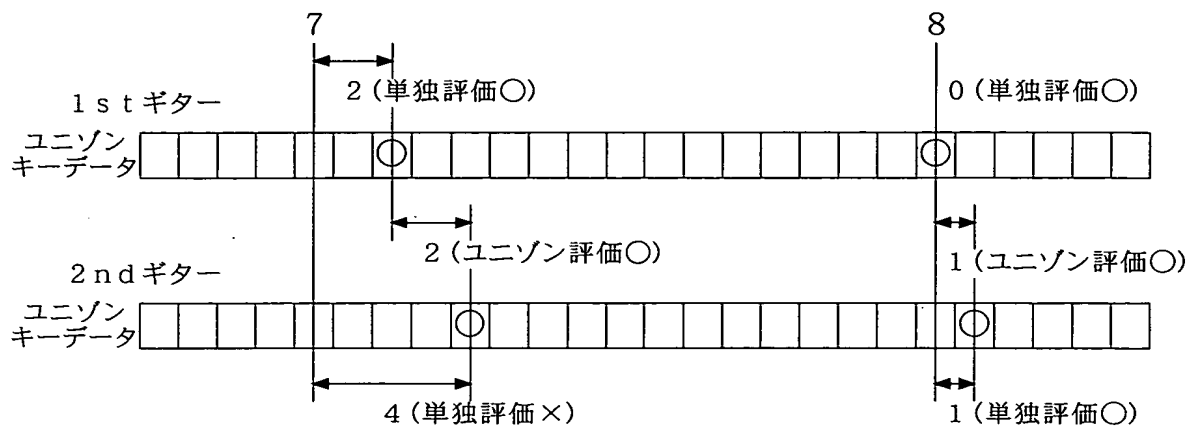 7
8
2(単独評価○)
0(単独評価○)
1stギター
ユニゾン
キーデータ
2(ユニゾン評価○)
1(ユニゾン評価○)
2ndギター
ユニゾン
キーデータ
4(単独評価×)
1(単独評価○)